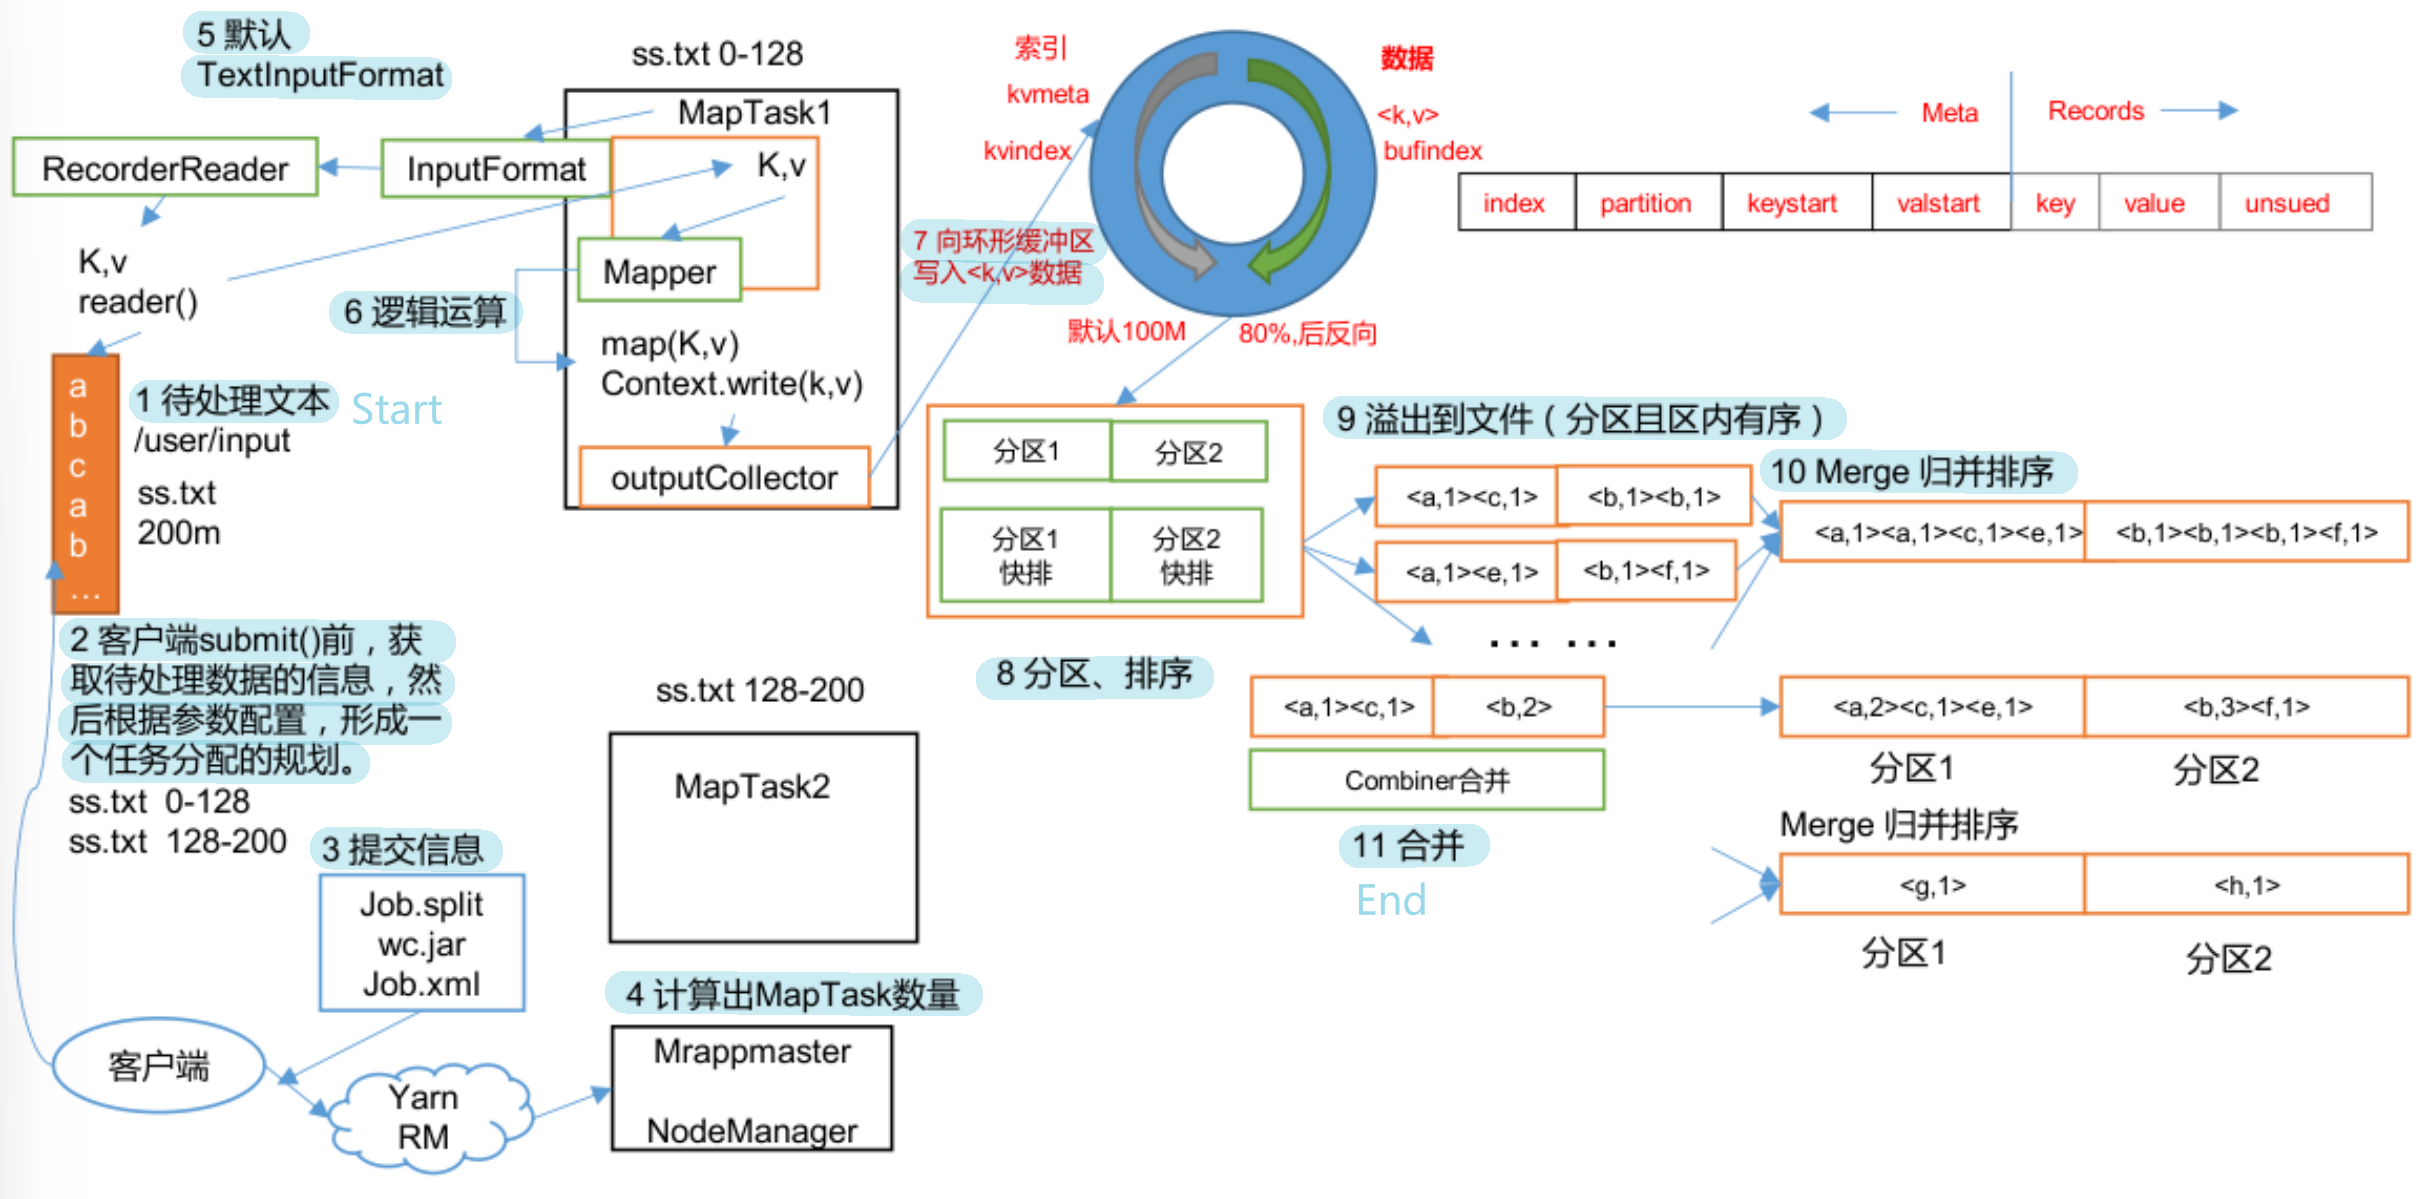 5 默认
TextInputFormat
ss.txt 0-128
MapTask1
RecorderReader
InputFormat
K,v
Mapper
K,v
reader()
6 逻辑运算
map(K,v)
Context.write(k,v)
outputCollector
a
b
c
a
b
...
1 待处理文本
Start
/user/input
ss.txt
200m
2 客户端submit()前，获
取待处理数据的信息，然
后根据参数配置，形成一
个任务分配的规划。
ss.txt 0-128
ss.txt 128-200
3 提交信息
Job.split
wc.jar
Job.xml
客户端
Yarn
RM
4 计算出MapTask数量
Mrappmaster
NodeManager
ss.txt 128-200
MapTask2
索引
kvmeta
kvindex
数据
<k,v>
bufindex
7 向环形缓冲区
写入<k,v>数据
默认100M
80%,后反向
Meta
Records
index
partition
keystart
valstart
key
value
unsued
分区1
分区2
分区1
快排
分区2
快排
8 分区、排序
9 溢出到文件（分区且区内有序）
<a,1><c,1>
<b,1><b,1>
<a,1><e,1>
<b,1><f,1>
... ...
10 Merge 归并排序
<a,1><a,1><c,1><e,1>
<b,1><b,1><b,1><f,1>
<a,1><c,1>
<b,2>
Combiner合并
11 合并
End
<a,2><c,1><e,1>
<b,3><f,1>
分区1
分区2
Merge 归并排序
<g,1>
<h,1>
分区1
分区2